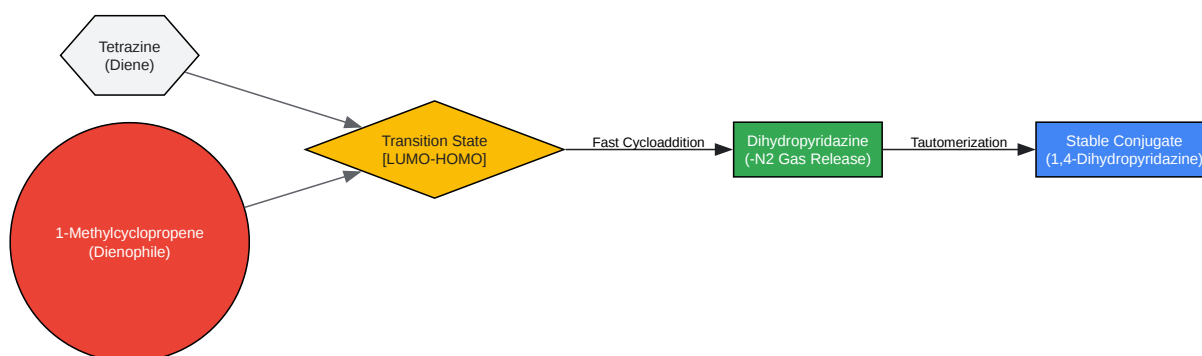 Tetrazine
(Diene)
1-Methylcyclopropene
(Dienophile)
Transition State
[LUMO-HOMO]
Fast Cycloaddition
Dihydropyridazine
(-N2 Gas Release)
Tautomerization
Stable Conjugate
(1,4-Dihydropyridazine)